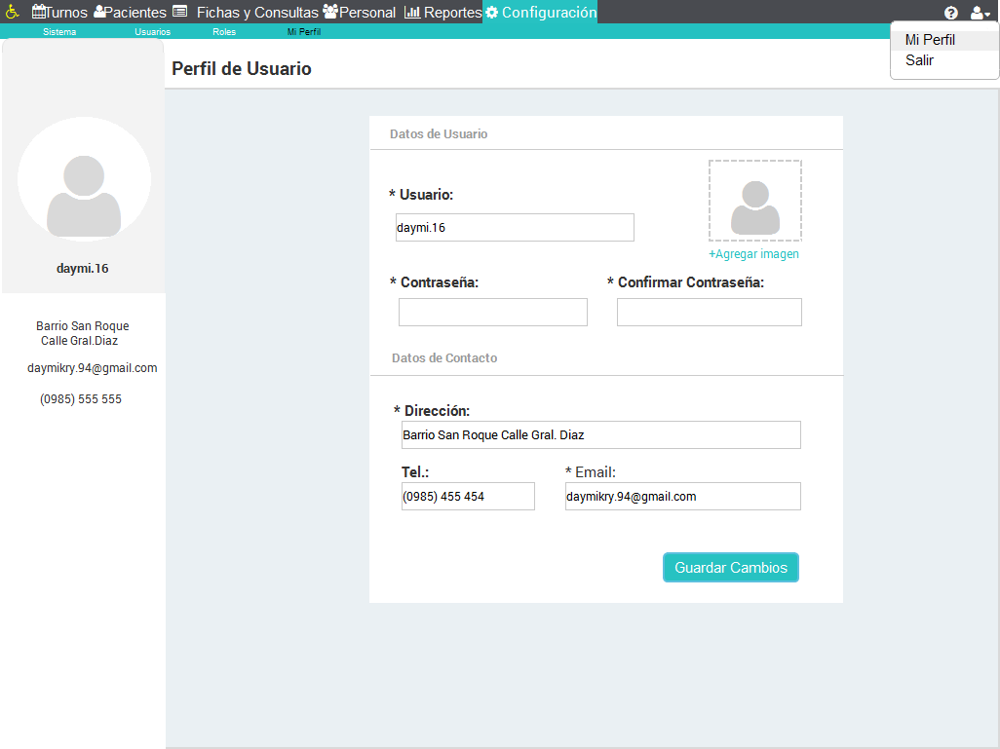 Turnos Pacientes Fichas y Consultas Personal Reportes Configuración
Sistema Usuarios Roles Mi Perfil
Mi Perfil
Salir
Perfil de Usuario
daymi.16
Barrio San Roque
Calle Gral.Diaz
daymikry.94@gmail.com
(0985) 555 555
Datos de Usuario
* Usuario:
daymi.16
+Agregar imagen
* Contraseña: * Confirmar Contraseña:
Datos de Contacto
* Dirección:
Barrio San Roque Calle Gral. Diaz
Tel.: * Email:
(0985) 455 454 daymikry.94@gmail.com
Guardar Cambios